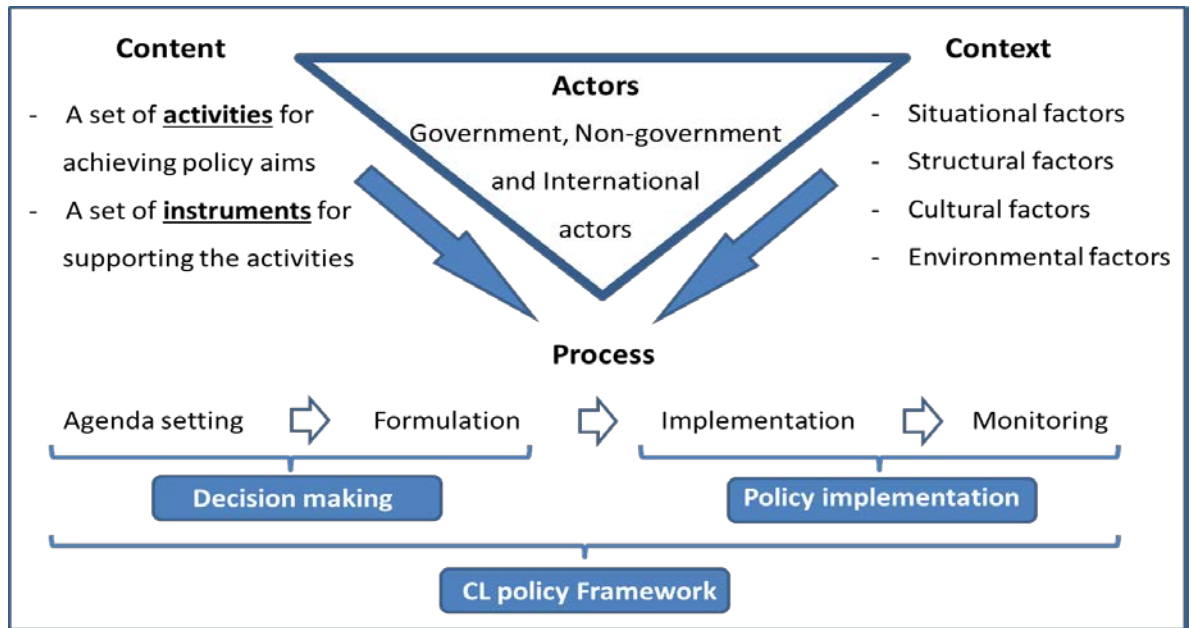 Content
- A set of activities for
achieving policy aims
- A set of instruments for
supporting the activities
Actors
Government, Non-government
and International
actors
Context
- Situational factors
- Structural factors
- Cultural factors
- Environmental factors
Process
Agenda setting
Formulation
Implementation
Monitoring
Decision making
Policy implementation
CL policy Framework